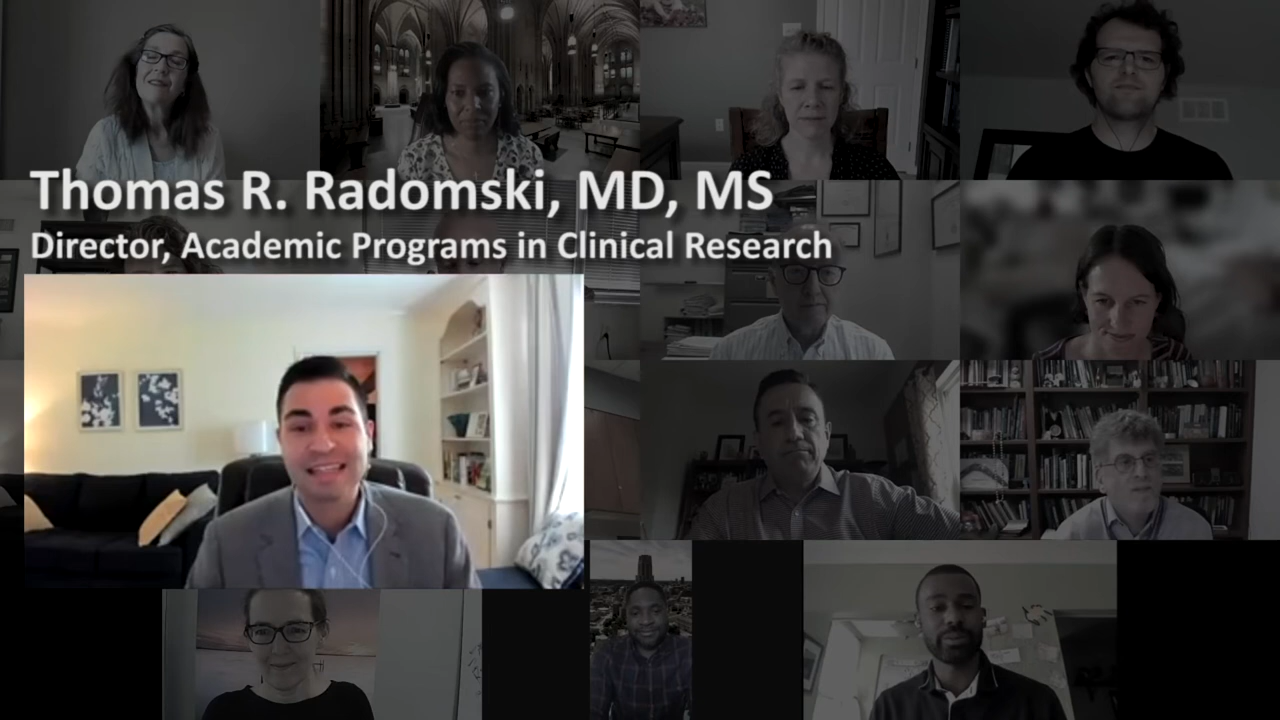 Thomas R. Radomski, MD, MS
Director, Academic Programs in Clinical Research